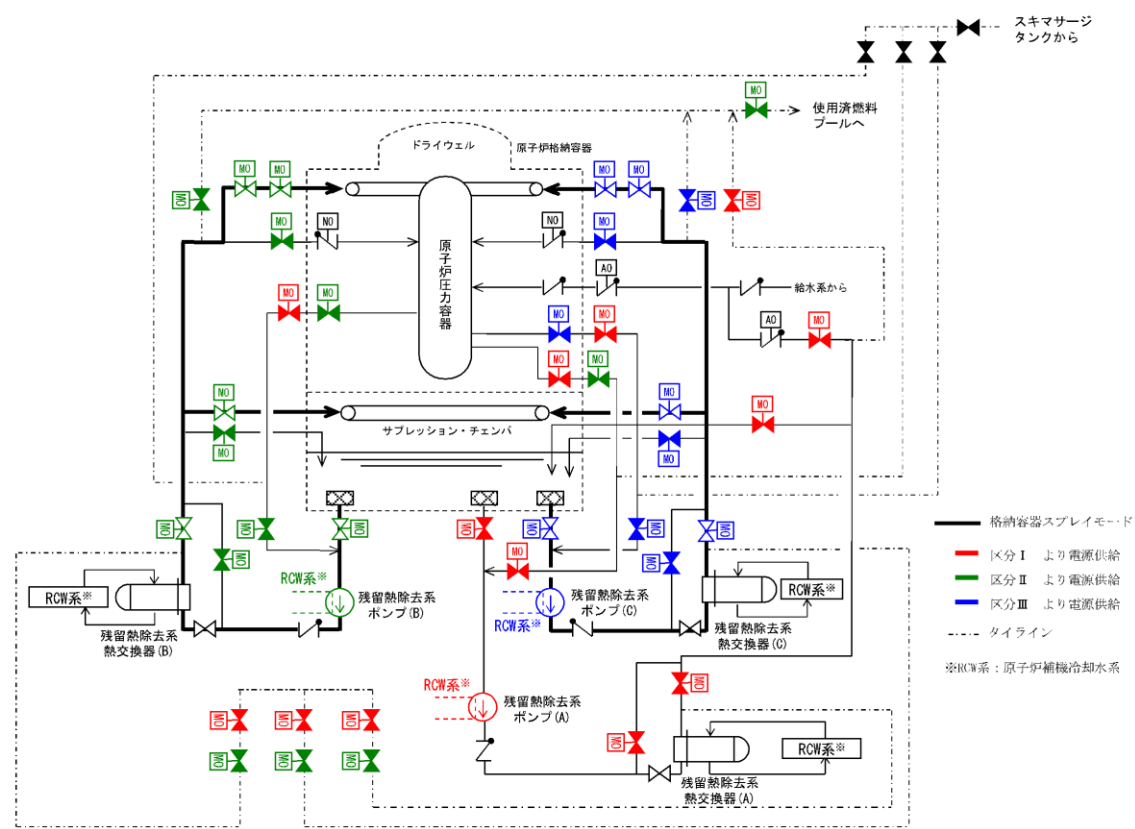 スキマサージ
タンクから
MO
使用済燃料
プールへ
ドライウェル
原子炉格納容器
MO
MO
MO
MO
MO
MO
MO
MO
NO
NO
MO
原子炉圧力容器
AO
給水系から
MO
MO
MO
MO
AO
MO
MO
NO
MO
MO
MO
サプレッション・チェンバ
MO
MO
MO
MO
MO
MO
MO
MO
MO
MO
MO
MO
MO
格納容器スプレイモード
区分Ⅰ より電源供給
区分Ⅱ より電源供給
区分Ⅲ より電源供給
タイライン
※RCW系：原子炉補機冷却水系
RCW系※
RCW系※
残留熱除去系
ポンプ(B)
残留熱除去系
熱交換器(B)
RCW系※
残留熱除去系
ポンプ(C)
RCW系※
残留熱除去系
熱交換器(C)
RCW系※
残留熱除去系
ポンプ(A)
MO
MO
MO
MO
MO
MO
MO
MO
RCW系※
残留熱除去系
熱交換器(A)